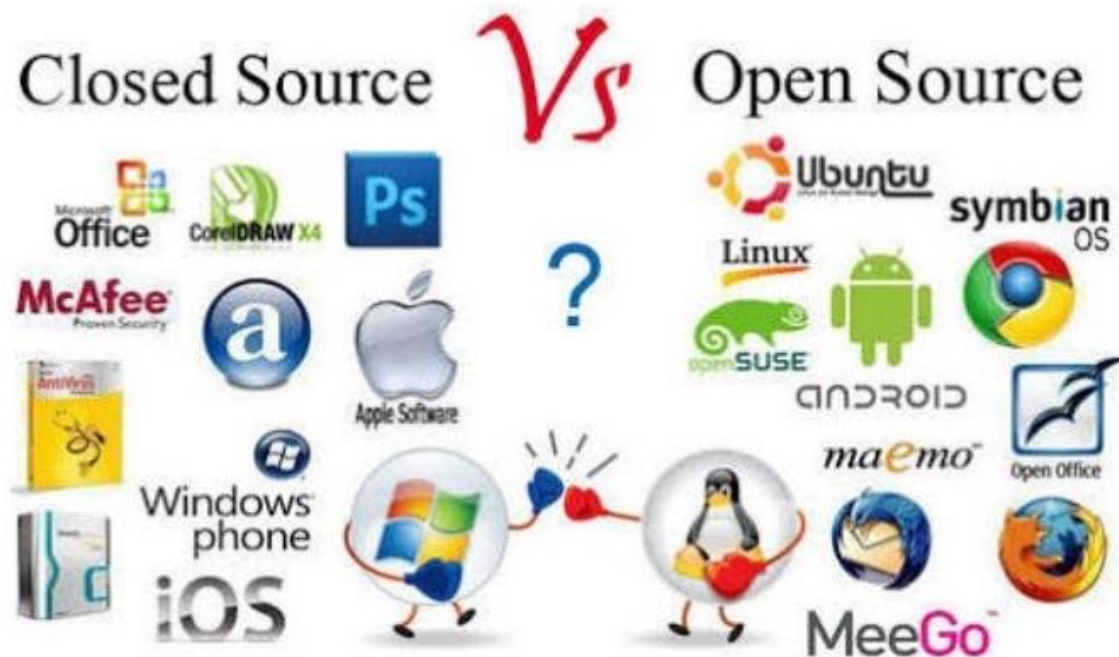 Closed Source
Vs
Open Source
Microsoft
Office
CorelDRAW X4
Ps
McAfee
Proven Security
a
Apple Software
AntiVirus
Windows
phone
iOS
?
Ubuntu
symbian
OS
Linux
openSUSE
ANDROID
Open Office
maemo
MeeGo